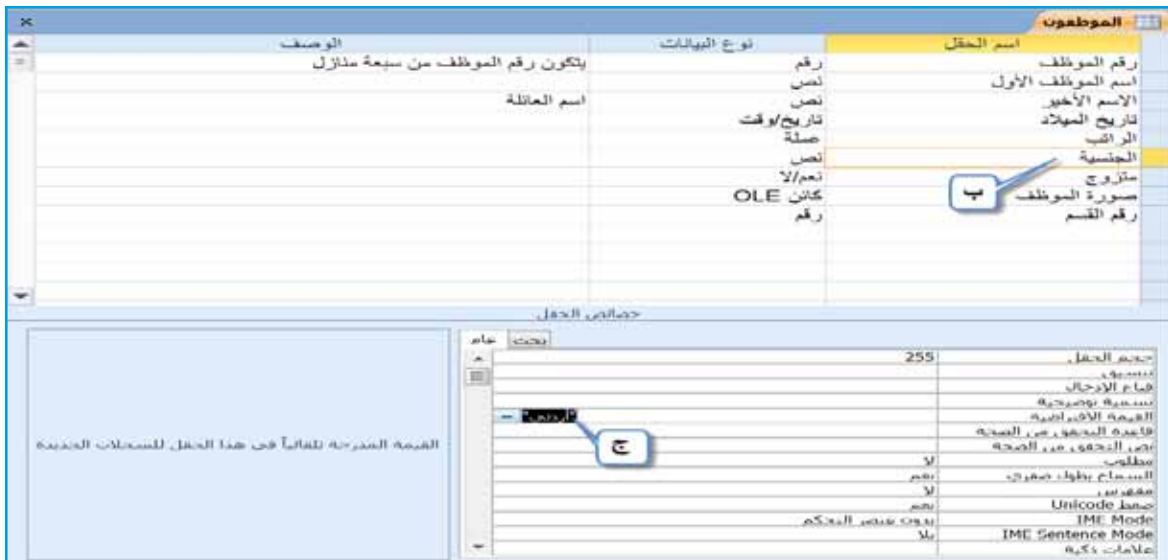 الموظفون
اسم الحقل نوع البيانات الوصف
رقم الموظف رقم يتكون رقم الموظف من سبعة منازل
اسم الموظف الأول نص
الاسم الأخير نص اسم العائلة
تاريخ الميلاد تاريخ/وقت
الراتب عملة
الجنسية نص
متزوج نعم/لا
صورة الموظف كائن OLE
رقم القسم رقم
ب
خصائص الحقل
عام بحث
حجم الحقل 255
تنسيق
قناع الإدخال
تسمية توضيحية
القيمة الافتراضية "أردني"
قاعدة التحقق من الصحة
نص التحقق من الصحة
مطلوب لا
السماح بطول صفري نعم
مفهرس لا
ضغط Unicode نعم
IME Mode بدون عنصر التحكم
IME Sentence Mode بلا
علامات ذكية
ج
القيمة المدرجة تلقائياً في هذا الحقل للسجلات الجديدة